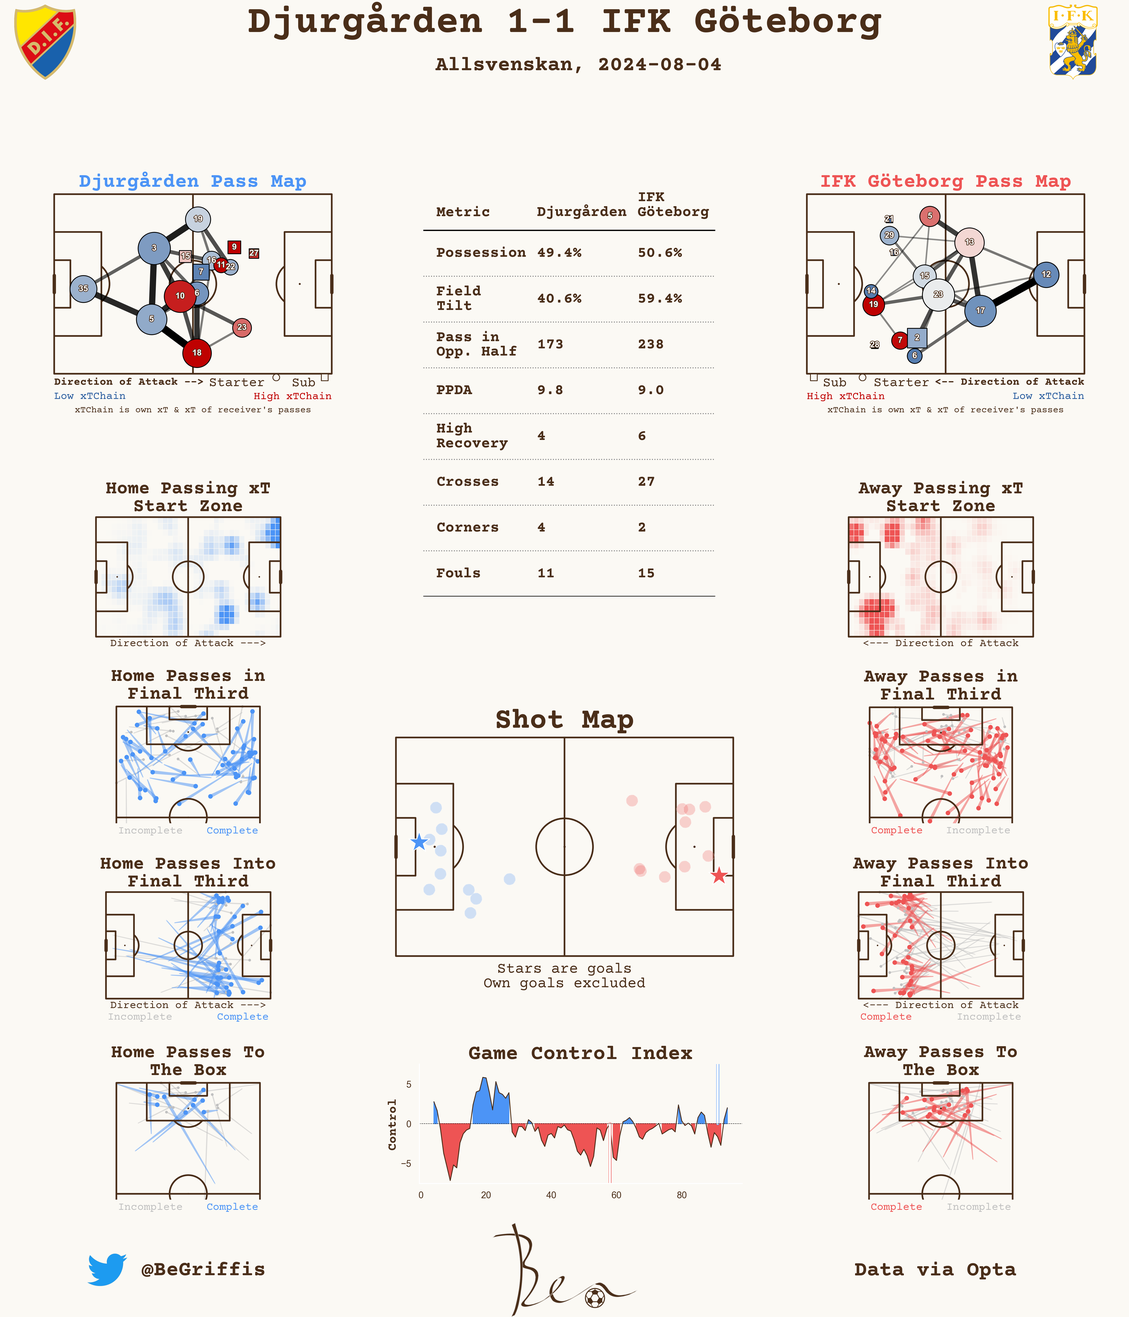 Djurgården 1-1 IFK Göteborg
Allsvenskan, 2024-08-04
D.I.F.
I·F·K
Djurgården Pass Map
19
3
9
27
15
16
11
22
7
35
10
6
5
23
18
Direction of Attack --> Starter Sub
Low xTChain High xTChain
xTChain is own xT & xT of receiver's passes
Metric Djurgården IFK Göteborg
Possession 49.4% 50.6%
Field Tilt 40.6% 59.4%
Pass in Opp. Half 173 238
PPDA 9.8 9.0
High Recovery 4 6
Crosses 14 27
Corners 4 2
Fouls 11 15
IFK Göteborg Pass Map
21
5
29
13
16
15
12
14
23
19
17
7
2
28
6
Sub Starter <-- Direction of Attack
High xTChain Low xTChain
xTChain is own xT & xT of receiver's passes
Home Passing xT
Start Zone
Direction of Attack --->
Away Passing xT
Start Zone
<--- Direction of Attack
Home Passes in
Final Third
Incomplete Complete
Away Passes in
Final Third
Complete Incomplete
Shot Map
Stars are goals
Own goals excluded
Home Passes Into
Final Third
Direction of Attack --->
Incomplete Complete
Away Passes Into
Final Third
<--- Direction of Attack
Complete Incomplete
Home Passes To
The Box
Incomplete Complete
Game Control Index
Control
5
0
−5
0 20 40 60 80
Away Passes To
The Box
Complete Incomplete
@BeGriffis
Data via Opta